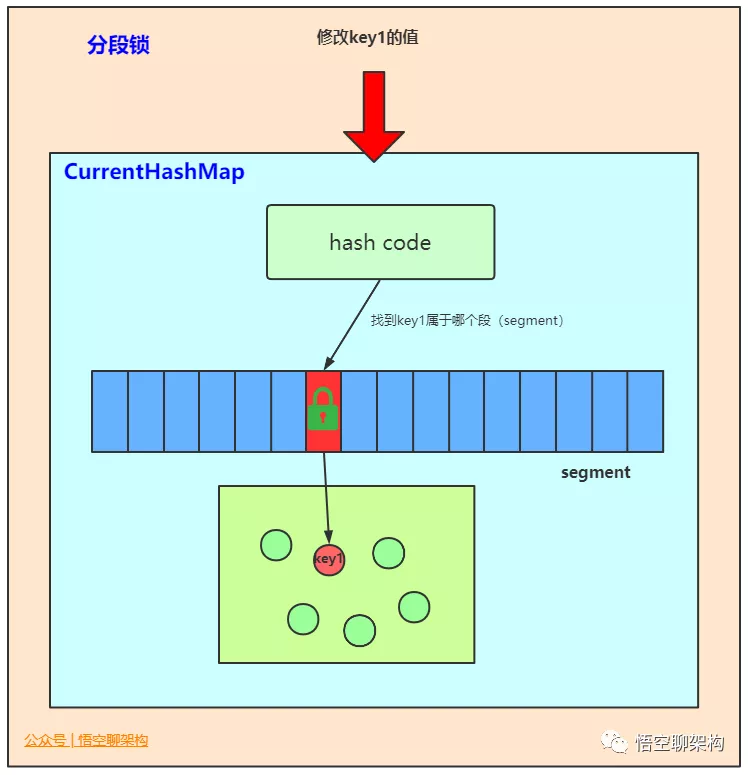 分段锁
修改key1的值
CurrentHashMap
hash code
找到key1属于哪个段（segment）
segment
key1
公众号 | 悟空聊架构
悟空聊架构